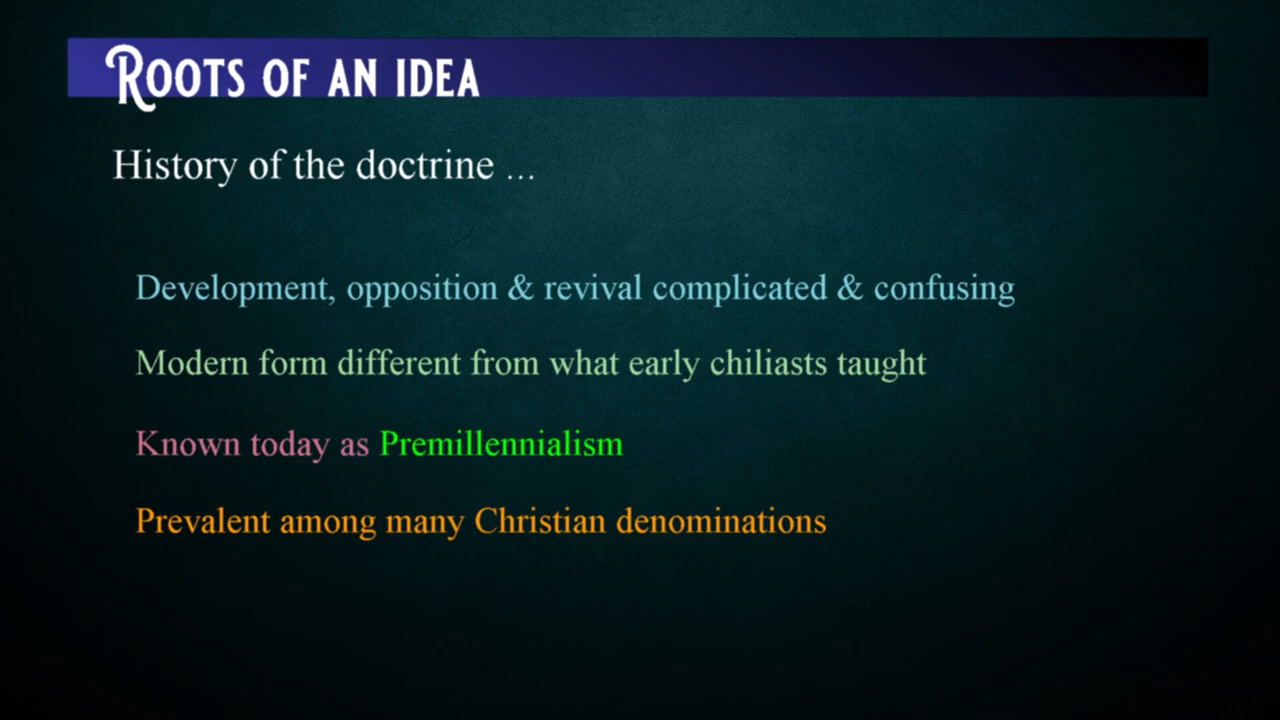 Roots of an idea
History of the doctrine ...
Development, opposition & revival complicated & confusing
Modern form different from what early chiliasts taught
Known today as Premillennialism
Prevalent among many Christian denominations